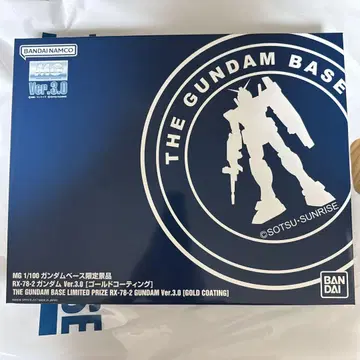 BANDAI NAMCO
MG
Ver.3.0
THE GUNDAM BASE
©SOTSU・SUNRISE
MG 1/100 ガンダムベース限定景品
RX-78-2 ガンダム Ver.3.0 [ゴールドコーティング]
THE GUNDAM BASE LIMITED PRIZE RX-78-2 GUNDAM Ver.3.0 [GOLD COATING]
BAN
DAI